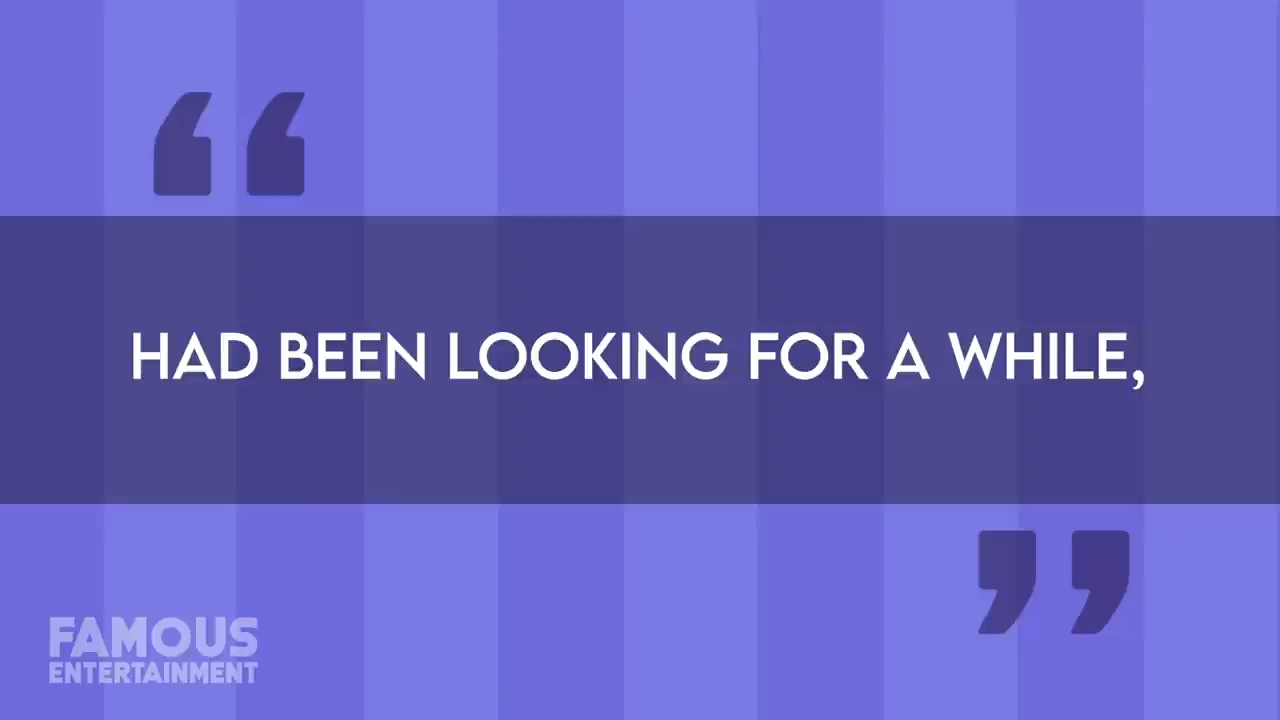 “
HAD BEEN LOOKING FOR A WHILE,
”
FAMOUS
ENTERTAINMENT